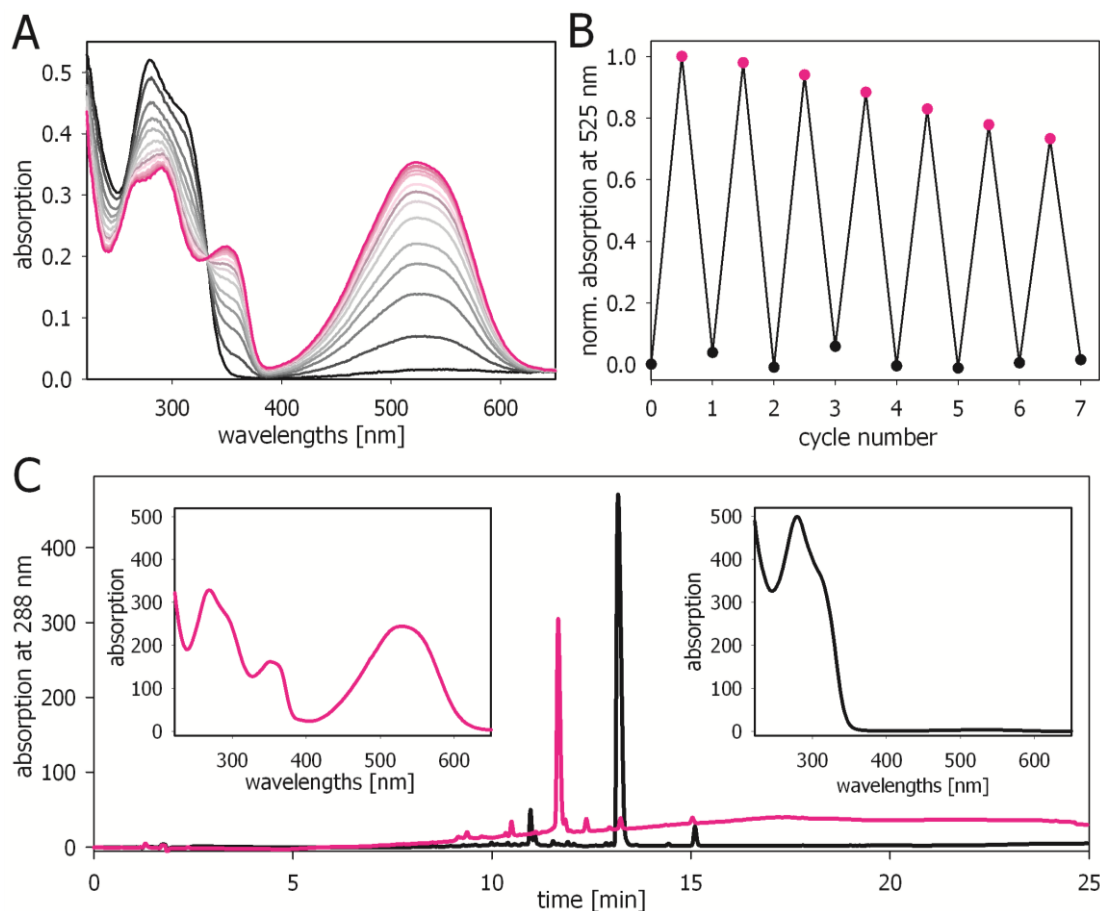 A
absorption
0.5
0.4
0.3
0.2
0.1
0.0
300 400 500 600
wavelengths [nm]
B
norm. absorption at 525 nm
1.0
0.8
0.6
0.4
0.2
0.0
0 1 2 3 4 5 6 7
cycle number
C
absorption at 288 nm
400
300
200
100
0
0 5 10 15 20 25
time [min]
absorption
500
400
300
200
100
0
300 400 500 600
wavelengths [nm]
absorption
500
400
300
200
100
0
300 400 500 600
wavelengths [nm]